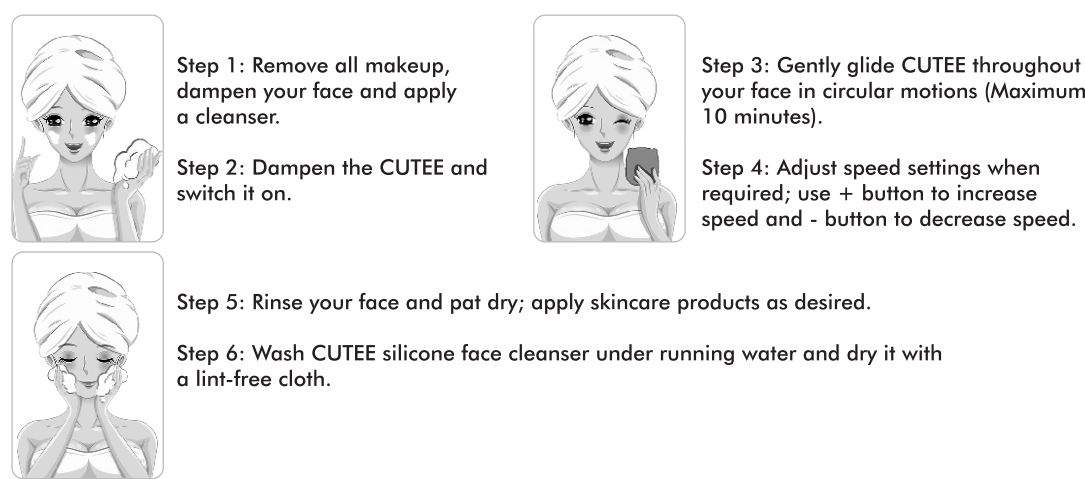 Step 1: Remove all makeup,
dampen your face and apply
a cleanser.
Step 2: Dampen the CUTEE and
switch it on.
Step 3: Gently glide CUTEE throughout
your face in circular motions (Maximum
10 minutes).
Step 4: Adjust speed settings when
required; use + button to increase
speed and - button to decrease speed.
Step 5: Rinse your face and pat dry; apply skincare products as desired.
Step 6: Wash CUTEE silicone face cleanser under running water and dry it with
a lint-free cloth.